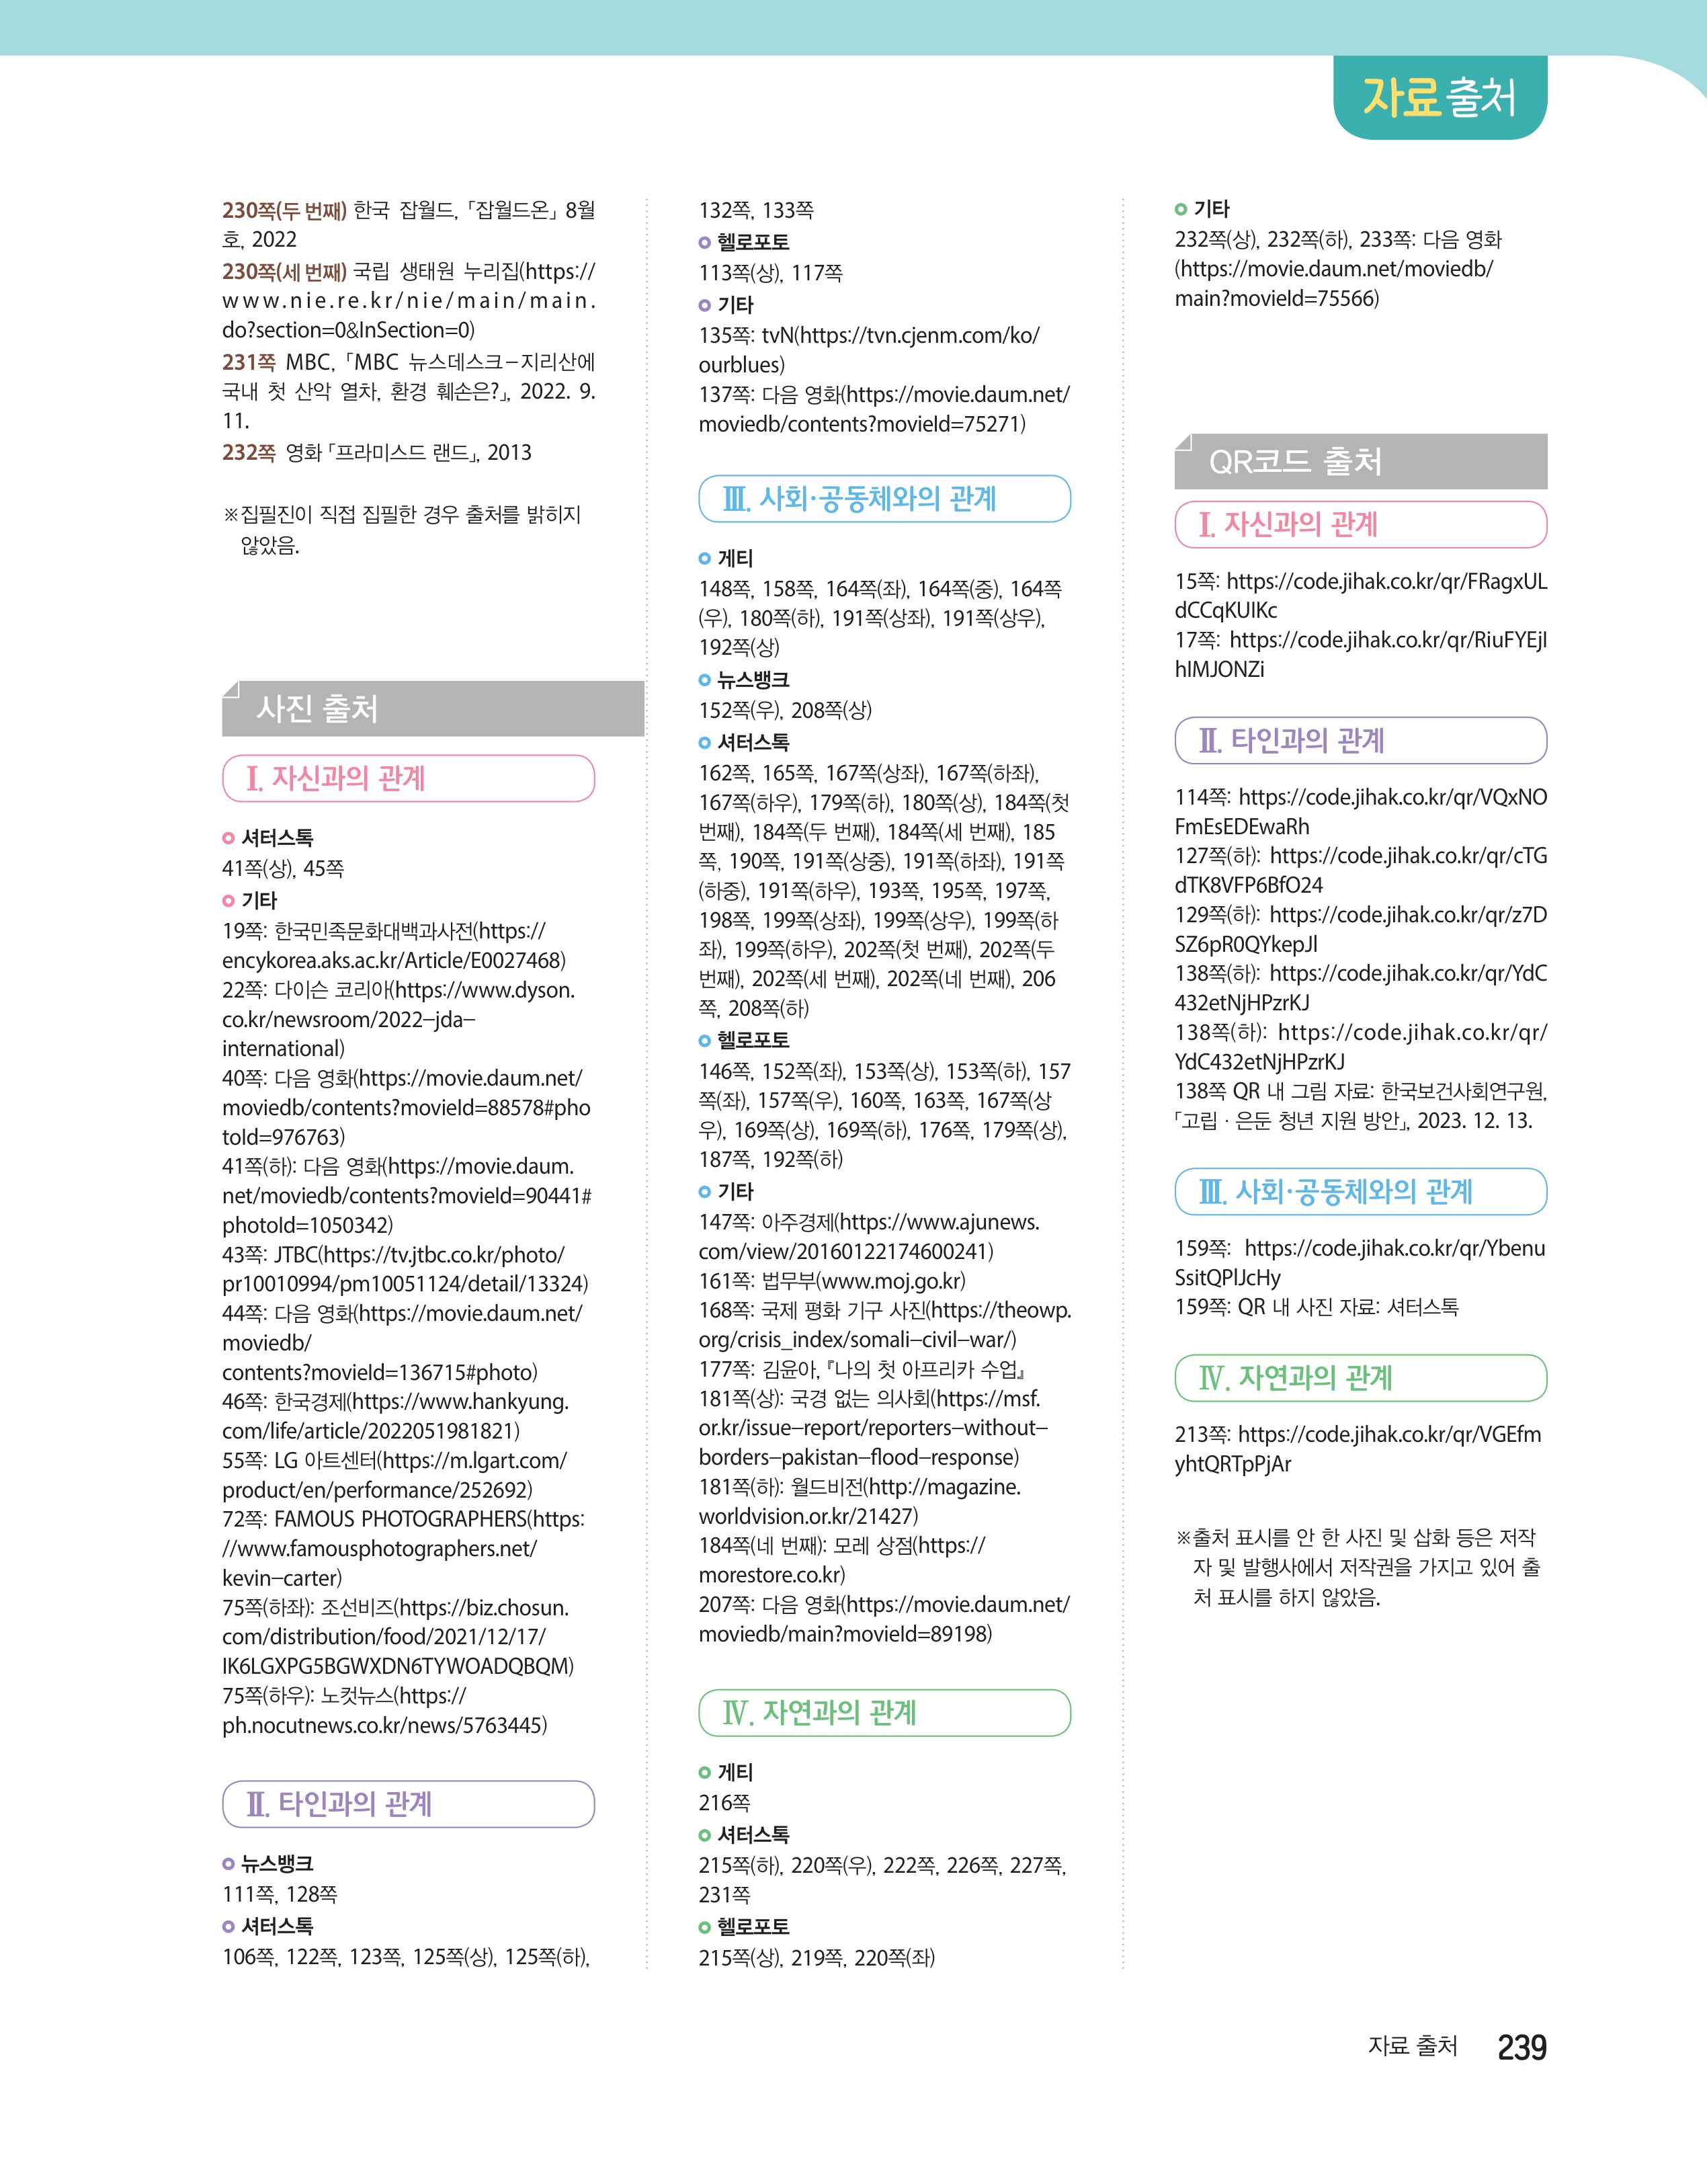 자료 출처
230쪽(두 번째) 한국 잡월드, 「잡월드온」 8월
호, 2022
230쪽(세 번째) 국립 생태원 누리집(https://
www.nie.re.kr/nie/main/main.
do?section=0&InSection=0)
231쪽 MBC, 「MBC 뉴스데스크-지리산에
국내 첫 산악 열차, 환경 훼손은?」, 2022. 9.
11.
232쪽 영화 「프라미스드 랜드」, 2013
※집필진이 직접 집필한 경우 출처를 밝히지
않았음.
사진 출처
Ⅰ. 자신과의 관계
셔터스톡
41쪽(상), 45쪽
기타
19쪽: 한국민족문화대백과사전(https://
encykorea.aks.ac.kr/Article/E0027468)
22쪽: 다이슨 코리아(https://www.dyson.
co.kr/newsroom/2022-jda-
international)
40쪽: 다음 영화(https://movie.daum.net/
moviedb/contents?movieId=88578#pho
toId=976763)
41쪽(하): 다음 영화(https://movie.daum.
net/moviedb/contents?movieId=90441#
photoId=1050342)
43쪽: JTBC(https://tv.jtbc.co.kr/photo/
pr10010994/pm10051124/detail/13324)
44쪽: 다음 영화(https://movie.daum.net/
moviedb/
contents?movieId=136715#photo)
46쪽: 한국경제(https://www.hankyung.
com/life/article/2022051981821)
55쪽: LG 아트센터(https://m.lgart.com/
product/en/performance/252692)
72쪽: FAMOUS PHOTOGRAPHERS(https:
//www.famousphotographers.net/
kevin-carter)
75쪽(하좌): 조선비즈(https://biz.chosun.
com/distribution/food/2021/12/17/
IK6LGXPG5BGWXDN6TYWOADQBQM)
75쪽(하우): 노컷뉴스(https://
ph.nocutnews.co.kr/news/5763445)
Ⅱ. 타인과의 관계
뉴스뱅크
111쪽, 128쪽
셔터스톡
106쪽, 122쪽, 123쪽, 125쪽(상), 125쪽(하),
132쪽, 133쪽
헬로포토
113쪽(상), 117쪽
기타
135쪽: tvN(https://tvn.cjenm.com/ko/
ourblues)
137쪽: 다음 영화(https://movie.daum.net/
moviedb/contents?movieId=75271)
Ⅲ. 사회·공동체와의 관계
게티
148쪽, 158쪽, 164쪽(좌), 164쪽(중), 164쪽
(우), 180쪽(하), 191쪽(상좌), 191쪽(상우),
192쪽(상)
뉴스뱅크
152쪽(우), 208쪽(상)
셔터스톡
162쪽, 165쪽, 167쪽(상좌), 167쪽(하좌),
167쪽(하우), 179쪽(하), 180쪽(상), 184쪽(첫
번째), 184쪽(두 번째), 184쪽(세 번째), 185
쪽, 190쪽, 191쪽(상중), 191쪽(하좌), 191쪽
(하중), 191쪽(하우), 193쪽, 195쪽, 197쪽,
198쪽, 199쪽(상좌), 199쪽(상우), 199쪽(하
좌), 199쪽(하우), 202쪽(첫 번째), 202쪽(두
번째), 202쪽(세 번째), 202쪽(네 번째), 206
쪽, 208쪽(하)
헬로포토
146쪽, 152쪽(좌), 153쪽(상), 153쪽(하), 157
쪽(좌), 157쪽(우), 160쪽, 163쪽, 167쪽(상
우), 169쪽(상), 169쪽(하), 176쪽, 179쪽(상),
187쪽, 192쪽(하)
기타
147쪽: 아주경제(https://www.ajunews.
com/view/20160122174600241)
161쪽: 법무부(www.moj.go.kr)
168쪽: 국제 평화 기구 사진(https://theowp.
org/crisis_index/somali-civil-war/)
177쪽: 김윤아, 『나의 첫 아프리카 수업』
181쪽(상): 국경 없는 의사회(https://msf.
or.kr/issue-report/reporters-without-
borders-pakistan-flood-response)
181쪽(하): 월드비전(http://magazine.
worldvision.or.kr/21427)
184쪽(네 번째): 모레 상점(https://
morestore.co.kr)
207쪽: 다음 영화(https://movie.daum.net/
moviedb/main?movieId=89198)
Ⅳ. 자연과의 관계
게티
216쪽
셔터스톡
215쪽(하), 220쪽(우), 222쪽, 226쪽, 227쪽,
231쪽
헬로포토
215쪽(상), 219쪽, 220쪽(좌)
기타
232쪽(상), 232쪽(하), 233쪽: 다음 영화
(https://movie.daum.net/moviedb/
main?movieId=75566)
QR코드 출처
Ⅰ. 자신과의 관계
15쪽: https://code.jihak.co.kr/qr/FRagxUL
dCCqKUIKc
17쪽: https://code.jihak.co.kr/qr/RiuFYEjI
hIMJONZi
Ⅱ. 타인과의 관계
114쪽: https://code.jihak.co.kr/qr/VQxNO
FmEsEDEwaRh
127쪽(하): https://code.jihak.co.kr/qr/cTG
dTK8VFP6BfO24
129쪽(하): https://code.jihak.co.kr/qr/z7D
SZ6pR0QYkepJl
138쪽(하): https://code.jihak.co.kr/qr/YdC
432etNjHPzrKJ
138쪽(하): https://code.jihak.co.kr/qr/
YdC432etNjHPzrKJ
138쪽 QR 내 그림 자료: 한국보건사회연구원,
「고립·은둔 청년 지원 방안」, 2023. 12. 13.
Ⅲ. 사회·공동체와의 관계
159쪽: https://code.jihak.co.kr/qr/Ybenu
SsitQPlJcHy
159쪽: QR 내 사진 자료: 셔터스톡
Ⅳ. 자연과의 관계
213쪽: https://code.jihak.co.kr/qr/VGEfm
yhtQRTpPjAr
※출처 표시를 안 한 사진 및 삽화 등은 저작
자 및 발행사에서 저작권을 가지고 있어 출
처 표시를 하지 않았음.
자료 출처 239